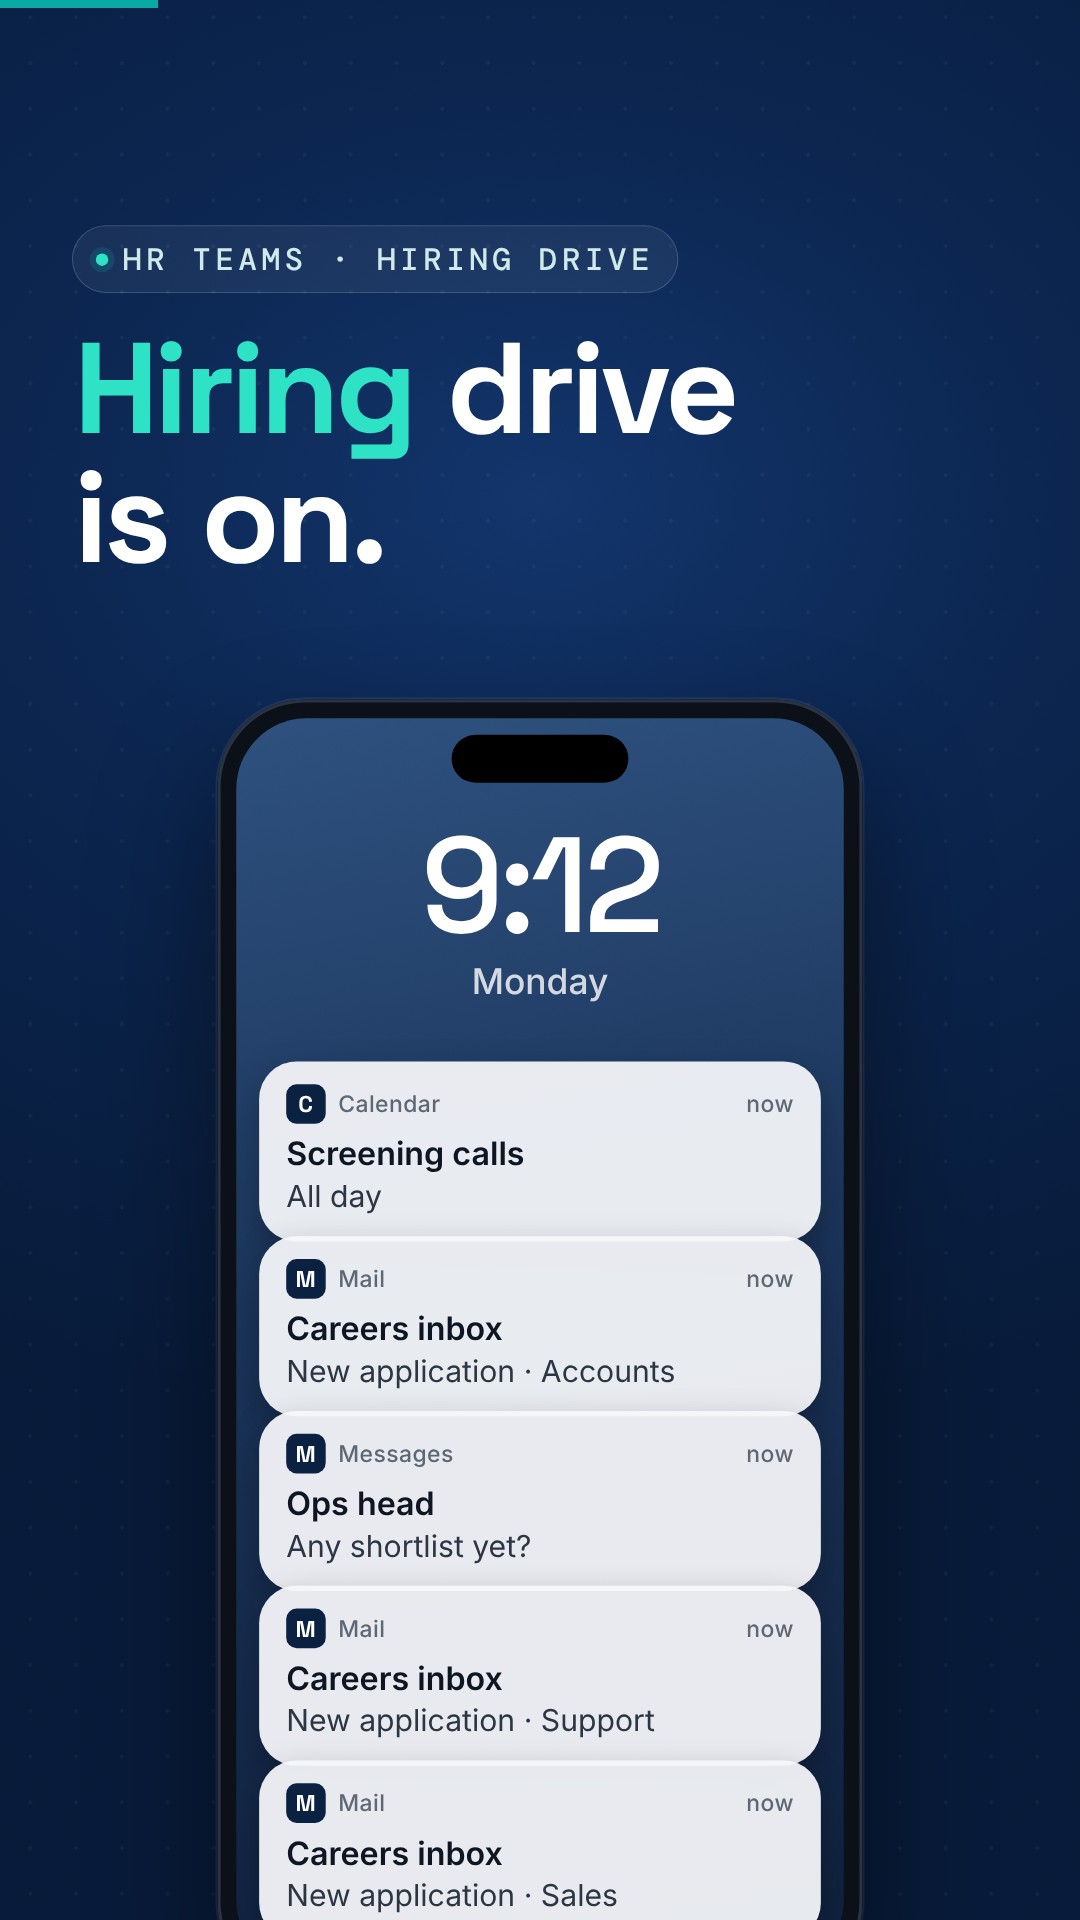 HR TEAMS · HIRING DRIVE
Hiring drive
is on.
9:12
Monday
C Calendar now
Screening calls
All day
M Mail now
Careers inbox
New application · Accounts
M Messages now
Ops head
Any shortlist yet?
M Mail now
Careers inbox
New application · Support
M Mail now
Careers inbox
New application · Sales